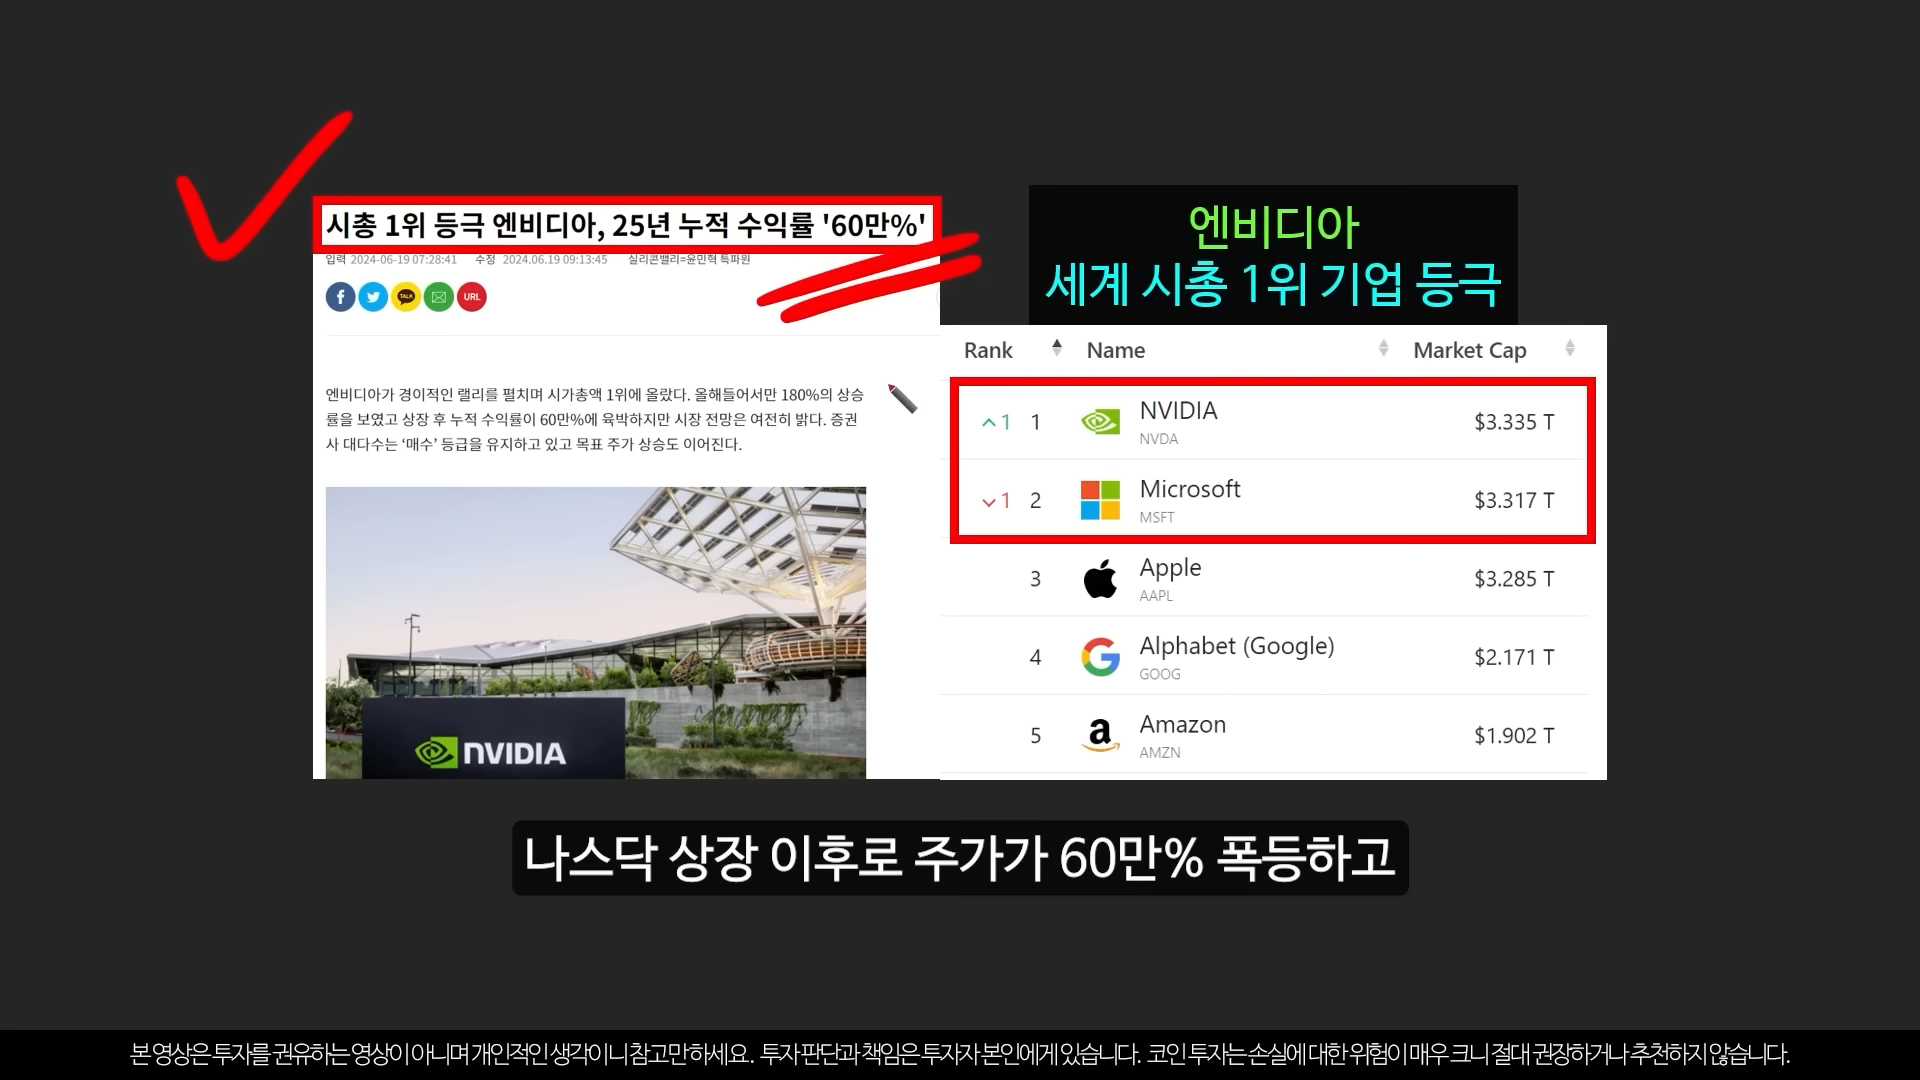 시총 1위 등극 엔비디아, 25년 누적 수익률 '60만%'
입력 2024-06-19 07:28:41 수정 2024.06.19 09:13:45 실리콘밸리=윤민혁 특파원
f TALK URL
엔비디아가 경이적인 랠리를 펼치며 시가총액 1위에 올랐다. 올해들어서만 180%의 상승
률을 보였고 상장 후 누적 수익률이 60만%에 육박하지만 시장 전망은 여전히 밝다. 증권
사 대다수는 ‘매수’ 등급을 유지하고 있고 목표 주가 상승도 이어진다.
NVIDIA
엔비디아
세계 시총 1위 기업 등극
Rank Name Market Cap
1 1 NVIDIA $3.335 T
NVDA
1 2 Microsoft $3.317 T
MSFT
3 Apple $3.285 T
AAPL
4 Alphabet (Google) $2.171 T
GOOG
5 Amazon $1.902 T
AMZN
나스닥 상장 이후로 주가가 60만% 폭등하고
본 영상은 투자를 권유하는 영상이 아니며 개인적인 생각이니 참고만 하세요. 투자 판단과 책임은 투자자 본인에게 있습니다. 코인 투자는 손실에 대한 위험이 매우 크니 절대 권장하거나 추천하지 않습니다.